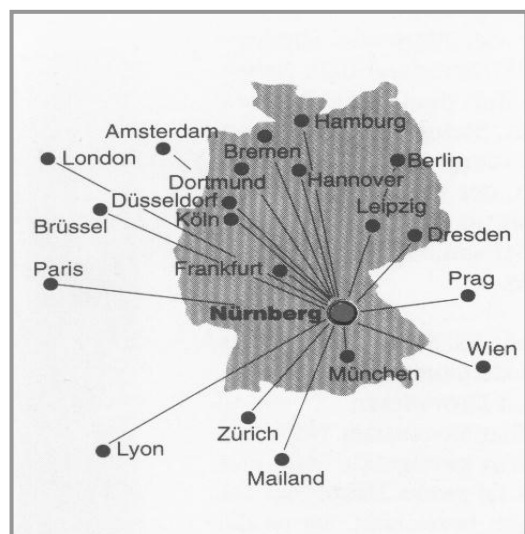 Hamburg
Amsterdam
Bremen
London
Berlin
Dortmund
Hannover
Düsseldorf
Leipzig
Köln
Brüssel
Dresden
Paris
Frankfurt
Prag
Nürnberg
Wien
München
Zürich
Lyon
Mailand